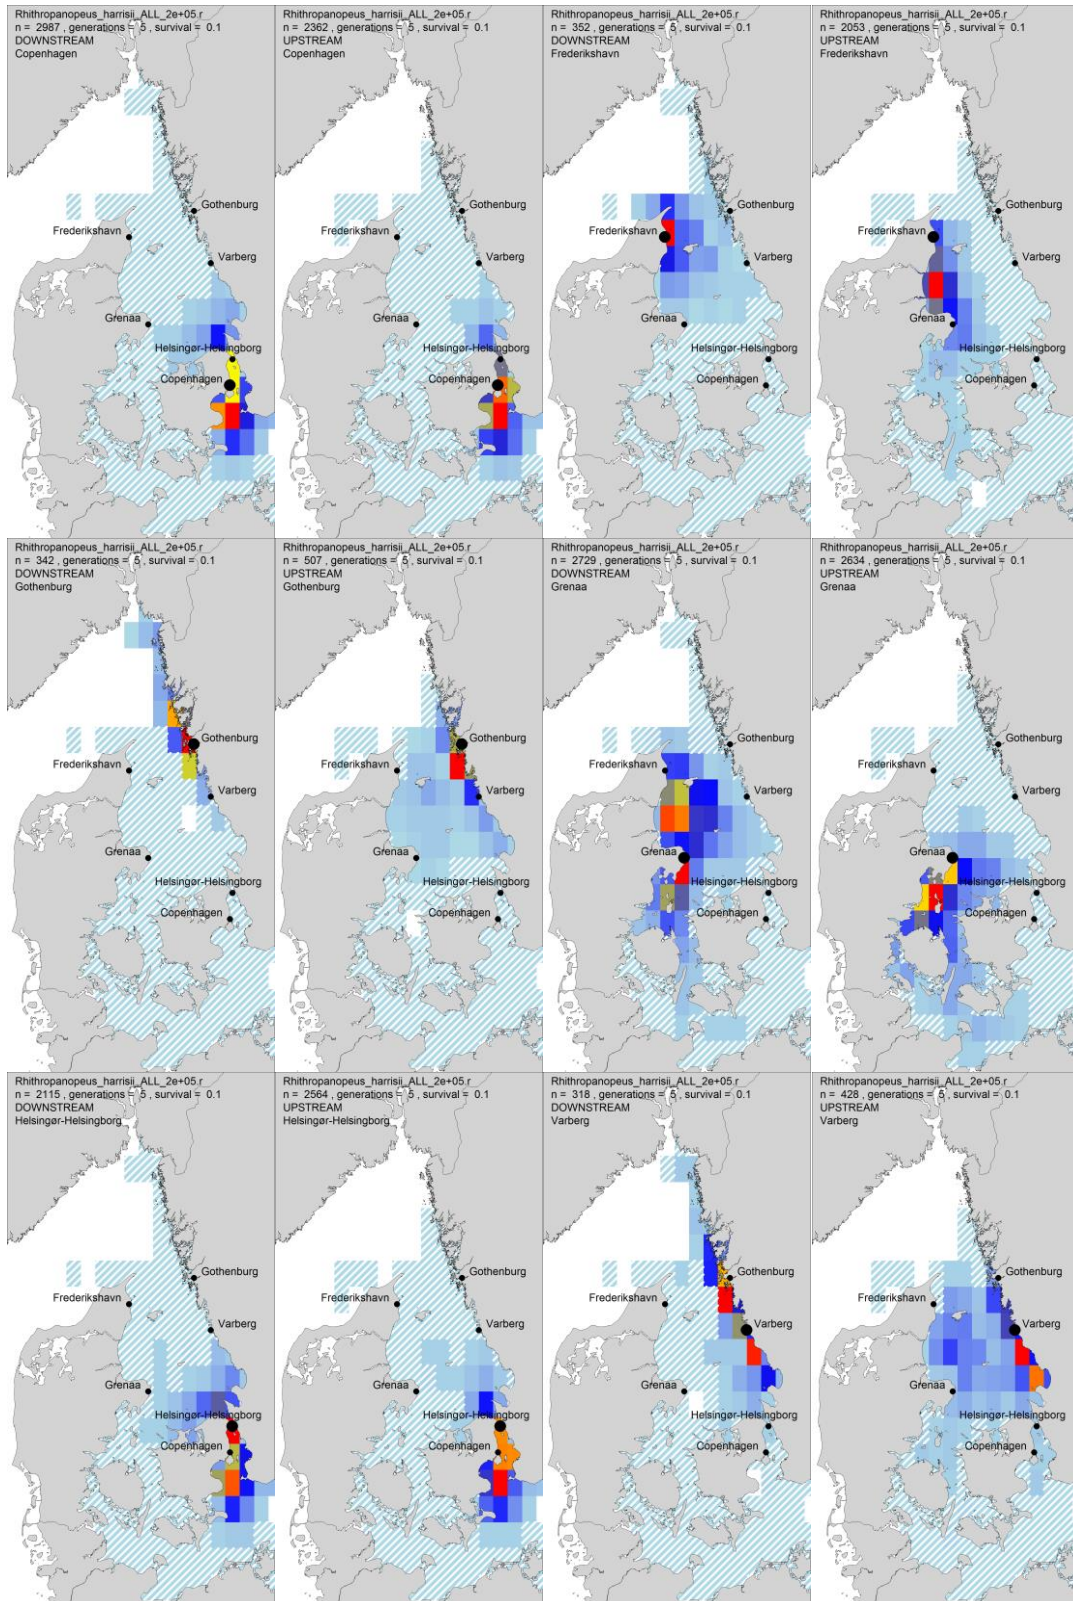 Rhithropanopeus_harrisii_ALL_2e+05.r
n = 2987 , generations = 5 , survival = 0.1
DOWNSTREAM
Copenhagen
Gothenburg
Frederikshavn
Varberg
Grenaa
Helsingør-Helsingborg
Copenhagen
Rhithropanopeus_harrisii_ALL_2e+05.r
n = 2362 , generations = 5 , survival = 0.1
UPSTREAM
Copenhagen
Gothenburg
Frederikshavn
Varberg
Grenaa
Helsingør-Helsingborg
Copenhagen
Rhithropanopeus_harrisii_ALL_2e+05.r
n = 352 , generations = 5 , survival = 0.1
DOWNSTREAM
Frederikshavn
Gothenburg
Frederikshavn
Varberg
Grenaa
Helsingør-Helsingborg
Copenhagen
Rhithropanopeus_harrisii_ALL_2e+05.r
n = 2053 , generations = 5 , survival = 0.1
UPSTREAM
Frederikshavn
Gothenburg
Frederikshavn
Varberg
Grenaa
Helsingør-Helsingborg
Copenhagen
Rhithropanopeus_harrisii_ALL_2e+05.r
n = 342 , generations = 5 , survival = 0.1
DOWNSTREAM
Gothenburg
Gothenburg
Frederikshavn
Varberg
Grenaa
Helsingør-Helsingborg
Copenhagen
Rhithropanopeus_harrisii_ALL_2e+05.r
n = 507 , generations = 5 , survival = 0.1
UPSTREAM
Gothenburg
Gothenburg
Frederikshavn
Varberg
Grenaa
Helsingør-Helsingborg
Copenhagen
Rhithropanopeus_harrisii_ALL_2e+05.r
n = 2729 , generations = 5 , survival = 0.1
DOWNSTREAM
Grenaa
Gothenburg
Frederikshavn
Varberg
Grenaa
Helsingør-Helsingborg
Copenhagen
Rhithropanopeus_harrisii_ALL_2e+05.r
n = 2634 , generations = 5 , survival = 0.1
UPSTREAM
Grenaa
Gothenburg
Frederikshavn
Varberg
Grenaa
Helsingør-Helsingborg
Copenhagen
Rhithropanopeus_harrisii_ALL_2e+05.r
n = 2115 , generations = 5 , survival = 0.1
DOWNSTREAM
Helsingør-Helsingborg
Gothenburg
Frederikshavn
Varberg
Grenaa
Helsingør-Helsingborg
Copenhagen
Rhithropanopeus_harrisii_ALL_2e+05.r
n = 2564 , generations = 5 , survival = 0.1
UPSTREAM
Helsingør-Helsingborg
Gothenburg
Frederikshavn
Varberg
Grenaa
Helsingør-Helsingborg
Copenhagen
Rhithropanopeus_harrisii_ALL_2e+05.r
n = 318 , generations = 5 , survival = 0.1
DOWNSTREAM
Varberg
Gothenburg
Frederikshavn
Varberg
Grenaa
Helsingør-Helsingborg
Copenhagen
Rhithropanopeus_harrisii_ALL_2e+05.r
n = 428 , generations = 5 , survival = 0.1
UPSTREAM
Varberg
Gothenburg
Frederikshavn
Varberg
Grenaa
Helsingør-Helsingborg
Copenhagen